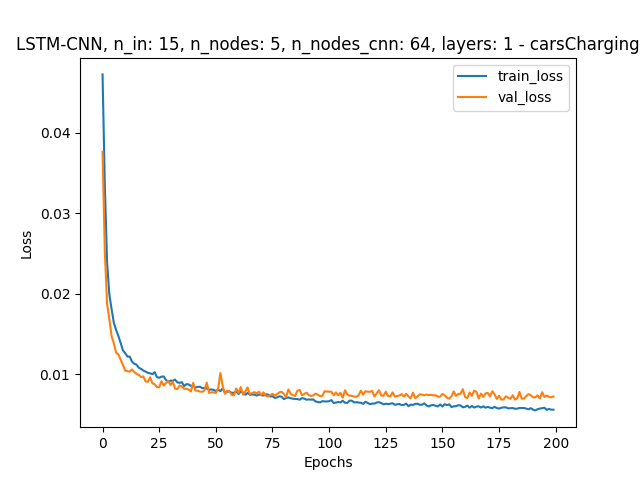 LSTM-CNN, n_in: 15, n_nodes: 5, n_nodes_cnn: 64, layers: 1 - carsCharging
train_loss
val_loss
0.04
0.03
0.02
0.01
Loss
0 25 50 75 100 125 150 175 200
Epochs